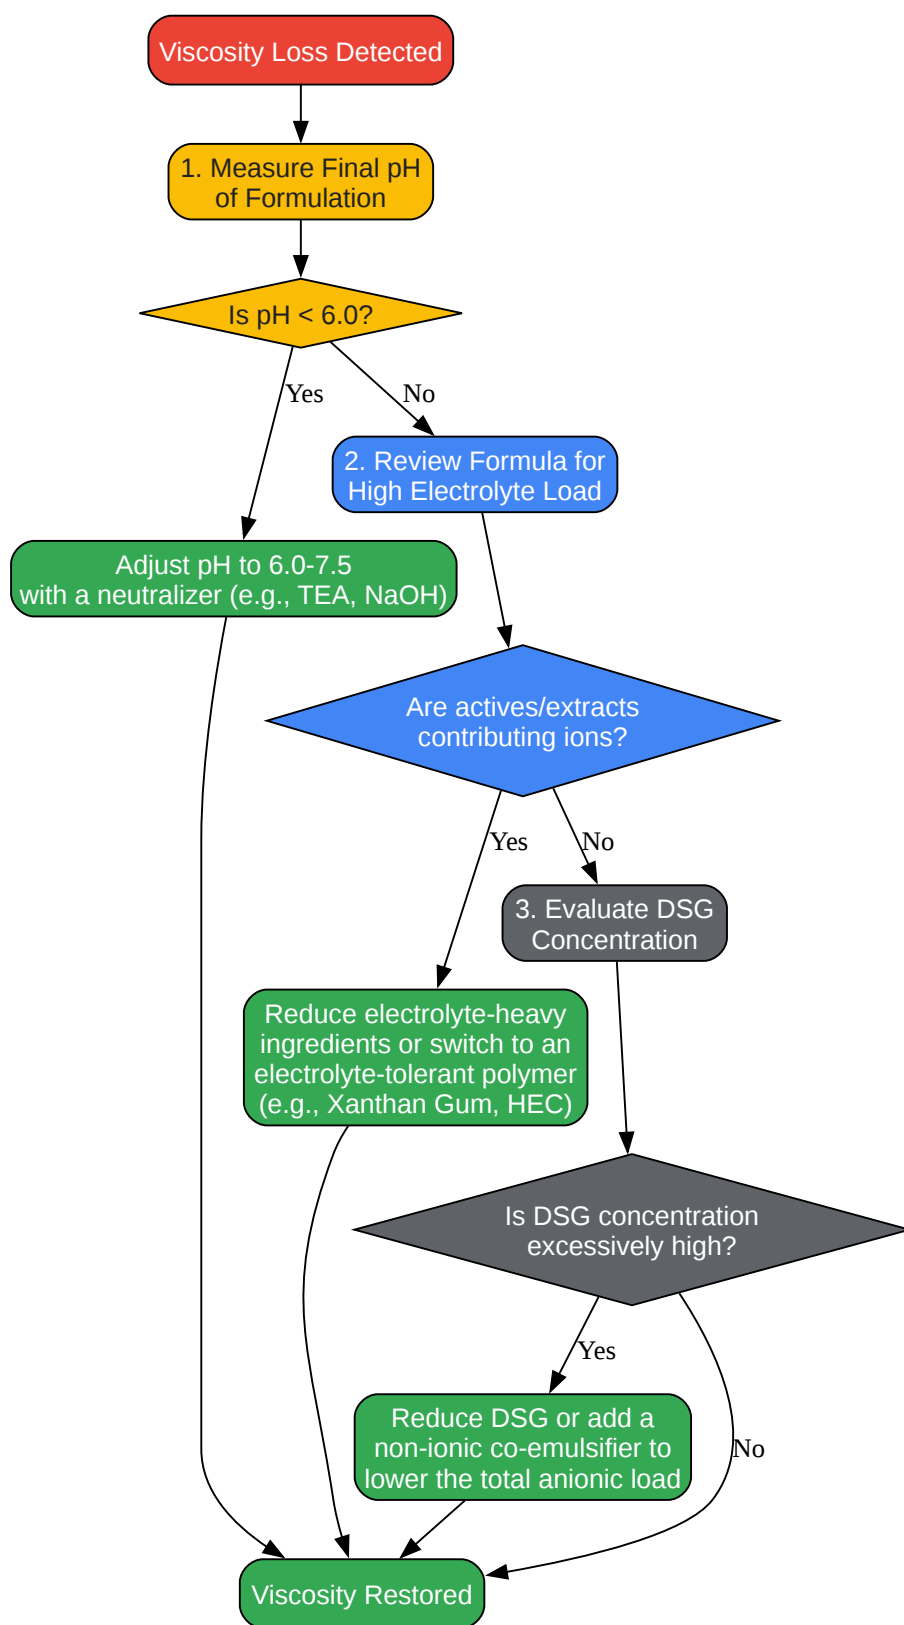 Viscosity Loss Detected
1. Measure Final pH
of Formulation
Is pH < 6.0?
Yes
No
2. Review Formula for
High Electrolyte Load
Adjust pH to 6.0-7.5
with a neutralizer (e.g., TEA, NaOH)
Are actives/extracts
contributing ions?
Yes
No
3. Evaluate DSG
Concentration
Reduce electrolyte-heavy
ingredients or switch to an
electrolyte-tolerant polymer
(e.g., Xanthan Gum, HEC)
Is DSG concentration
excessively high?
Yes
Reduce DSG or add a
non-ionic co-emulsifier to
lower the total anionic load
No
Viscosity Restored